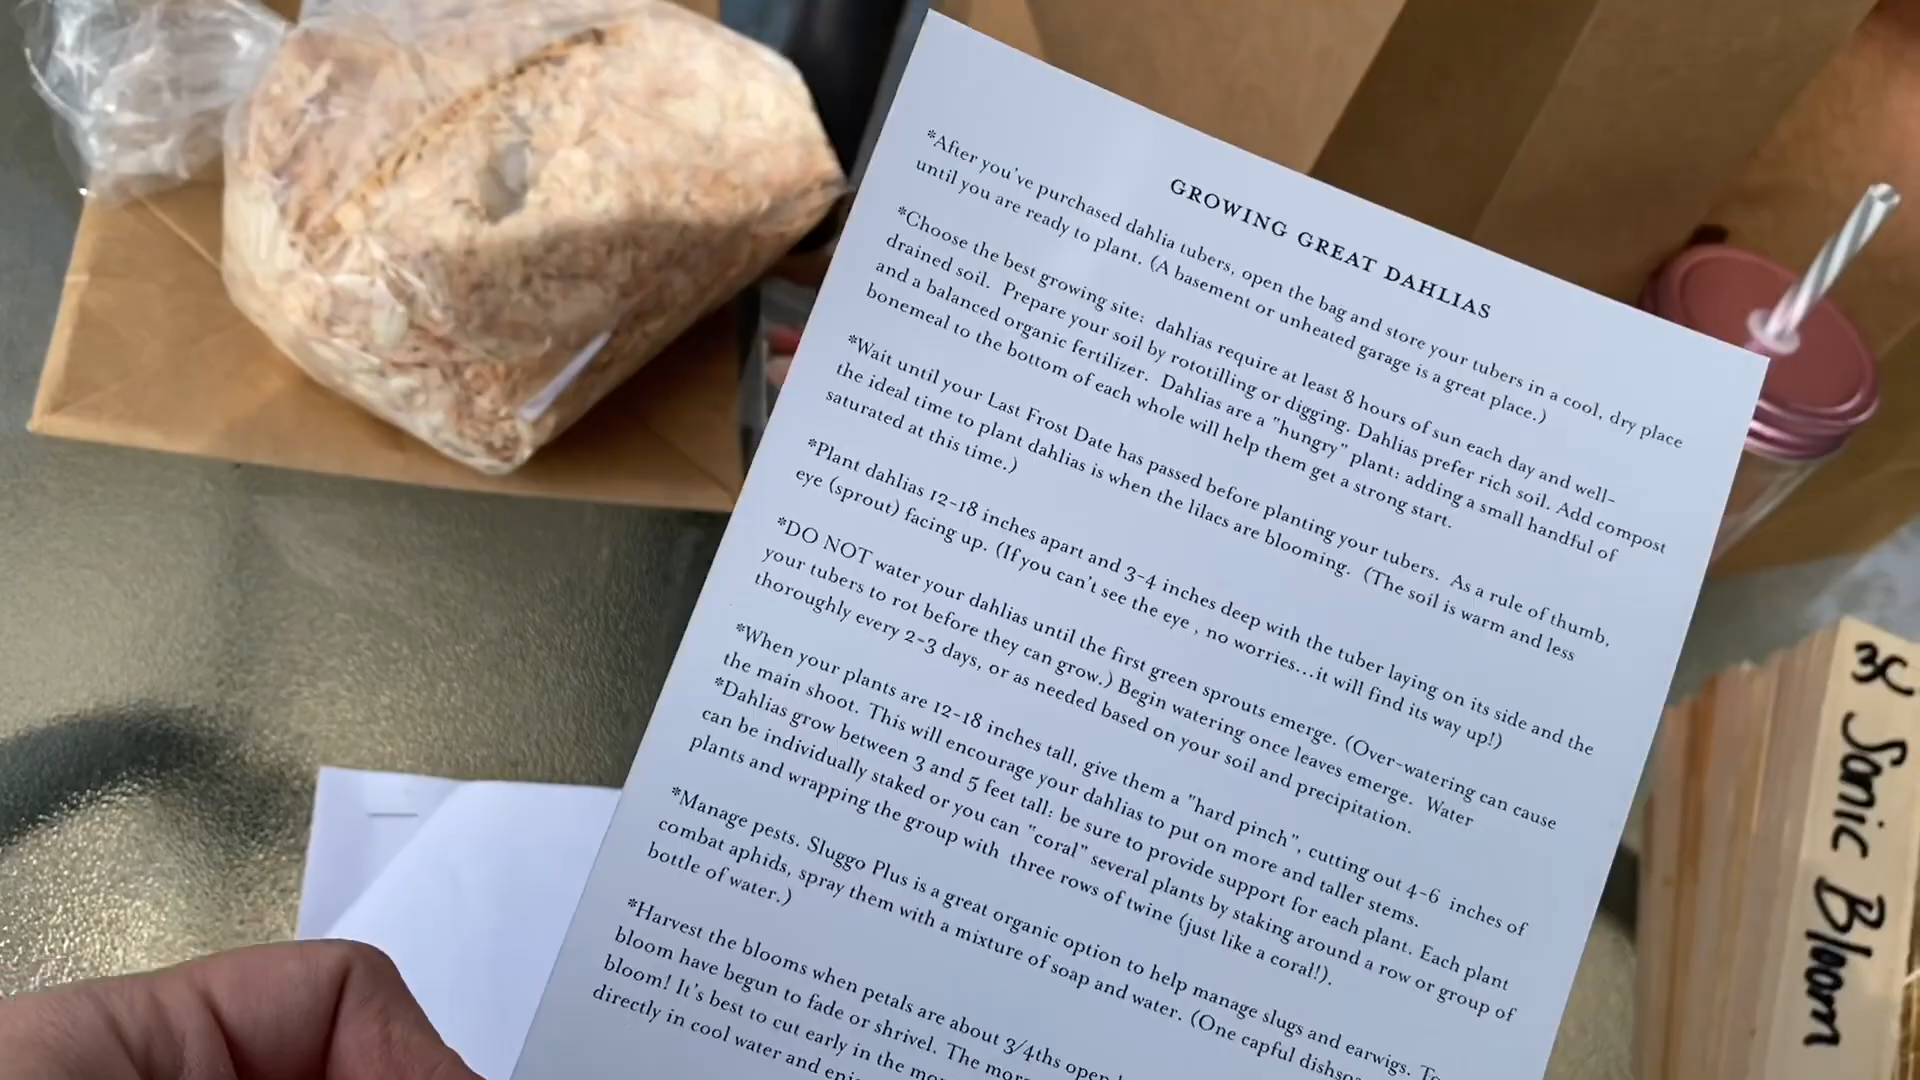 GROWING GREAT DAHLIAS
*After you've purchased dahlia tubers, open the bag and store your tubers in a cool, dry place
until you are ready to plant. (A basement or unheated garage is a great place.)
*Choose the best growing site: dahlias require at least 8 hours of sun each day and well-
drained soil. Prepare your soil by rototilling or digging. Dahlias prefer rich soil. Add compost
and a balanced organic fertilizer. Dahlias are a "hungry" plant: adding a small handful of
bonemeal to the bottom of each whole will help them get a strong start.
*Wait until your Last Frost Date has passed before planting your tubers. As a rule of thumb,
the ideal time to plant dahlias is when the lilacs are blooming. (The soil is warm and less
saturated at this time.)
*Plant dahlias 12-18 inches apart and 3-4 inches deep with the tuber laying on its side and the
eye (sprout) facing up. (If you can't see the eye , no worries...it will find its way up!)
*DO NOT water your dahlias until the first green sprouts emerge. (Over-watering can cause
your tubers to rot before they can grow.) Begin watering once leaves emerge. Water
thoroughly every 2-3 days, or as needed based on your soil and precipitation.
*When your plants are 12-18 inches tall, give them a "hard pinch", cutting out 4-6 inches of
the main shoot. This will encourage your dahlias to put on more and taller stems.
*Dahlias grow between 3 and 5 feet tall: be sure to provide support for each plant. Each plant
can be individually staked or you can "coral" several plants by staking around a row or group of
plants and wrapping the group with three rows of twine (just like a coral!).
*Manage pests. Sluggo Plus is a great organic option to help manage slugs and earwigs. To
combat aphids, spray them with a mixture of soap and water. (One capful
bottle of water.)
*Harvest the blooms when petals are about 3/4ths open
bloom have begun to fade or shrivel. The
bloom! It's best to cut early in the
directly in cool water and
Sonic Bloom